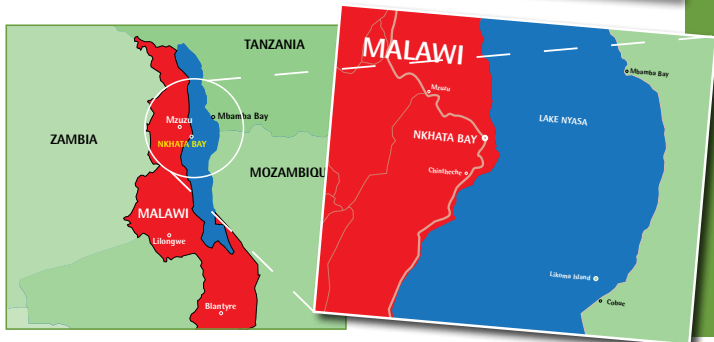 TANZANIA
Mbamba Bay
ZAMBIA
Mzuzu
NKHATA BAY
MOZAMBIQU
MALAWI
Lilongwe
Blantyre
MALAWI
Mbamba Bay
Mzuzu
LAKE NYASA
NKHATA BAY
Chintheche
Likoma Island
Cobue